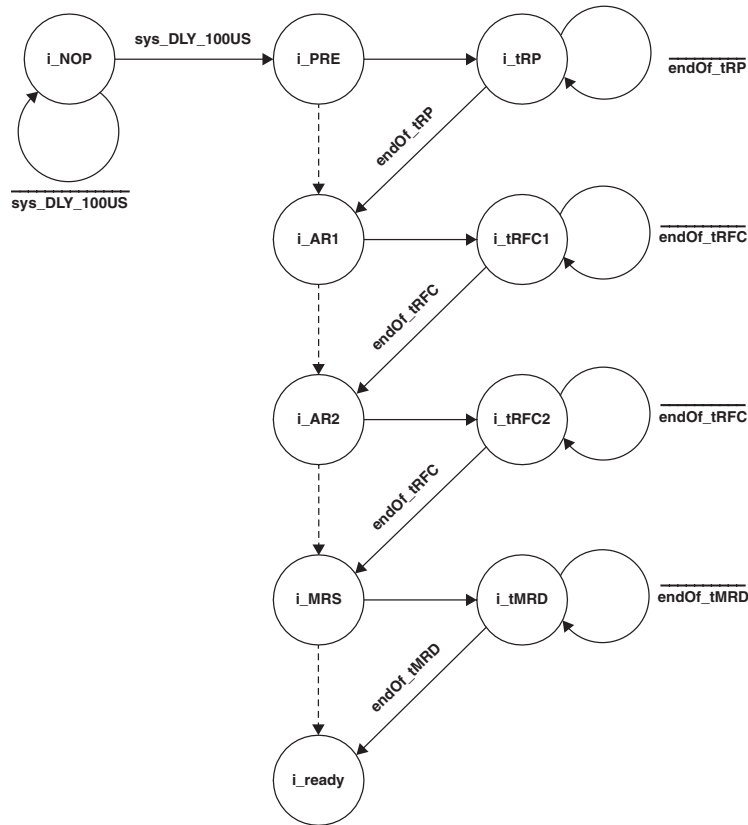 i_NOP
sys_DLY_100US
i_PRE
i_tRP
endOf_tRP
sys_DLY_100US
endOf_tRP
i_AR1
i_tRFC1
endOf_tRFC
endOf_tRFC
i_AR2
i_tRFC2
endOf_tRFC
endOf_tRFC
i_MRS
i_tMRD
endOf_tMRD
endOf_tMRD
i_ready